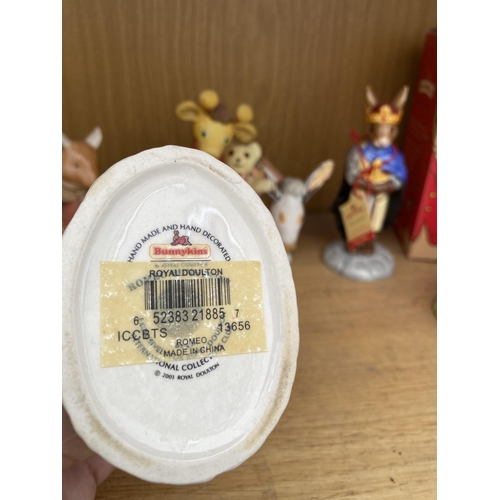 HAND MADE AND HAND DECORATED
Bunnykins
ROYAL DOULTON
6 52383 21885 7
ICCBTS 13656
ROMEO
MADE IN CHINA
© 2001 ROYAL DOULTON